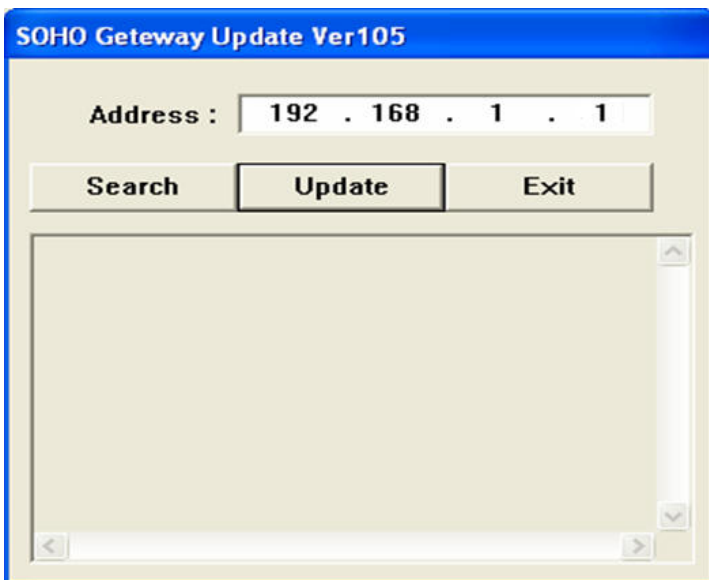 SOHO Geteway Update Ver105
Address : 192 . 168 . 1 . 1
Search Update Exit